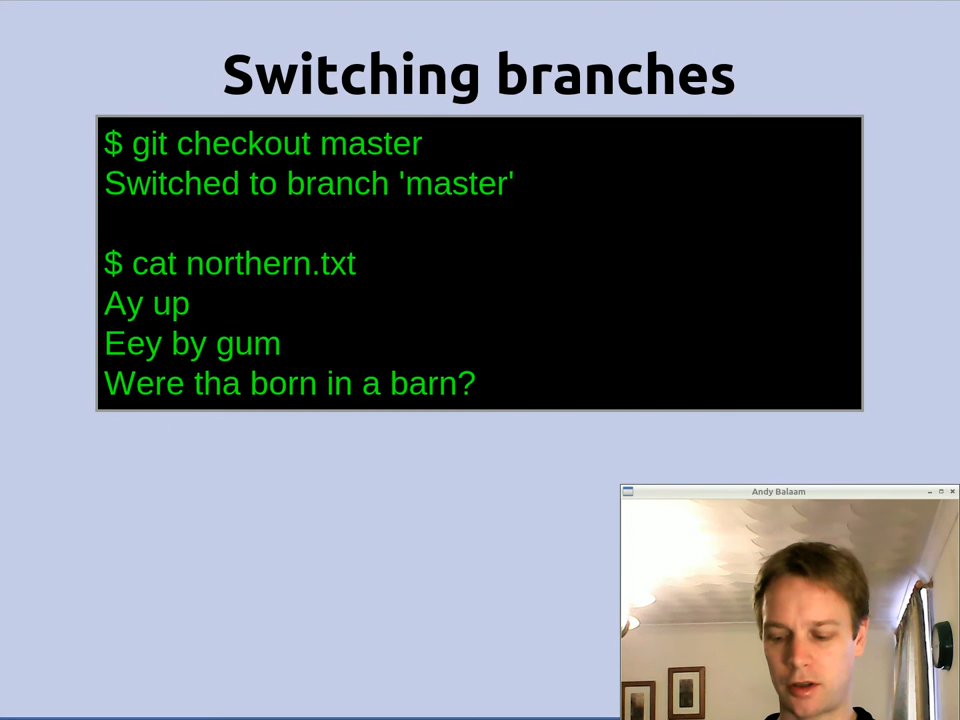 Switching branches
$ git checkout master
Switched to branch 'master'
$ cat northern.txt
Ay up
Eey by gum
Were tha born in a barn?
Andy Balaam